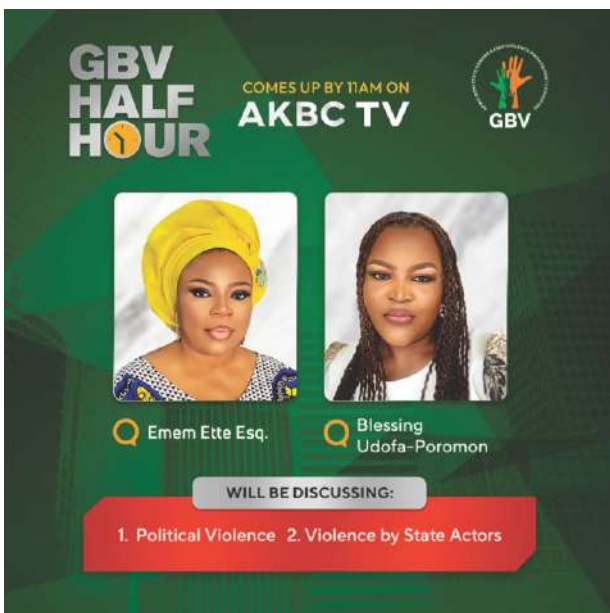 GBV
HALF
HOUR
COMES UP BY 11AM ON
AKBC TV
GBV
Emem Ette Esq.
Blessing
Udofa-Poromon
WILL BE DISCUSSING:
1. Political Violence 2. Violence by State Actors